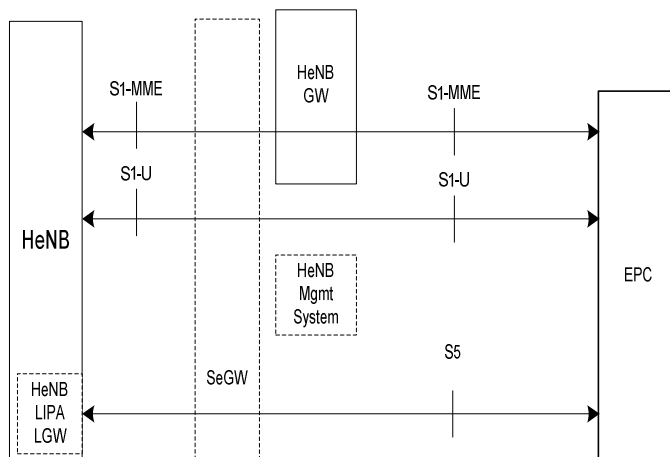 HeNB
GW
S1-MME
S1-MME
S1-U
S1-U
HeNB
HeNB
Mgmt
System
EPC
S5
SeGW
HeNB
LIPA
LGW